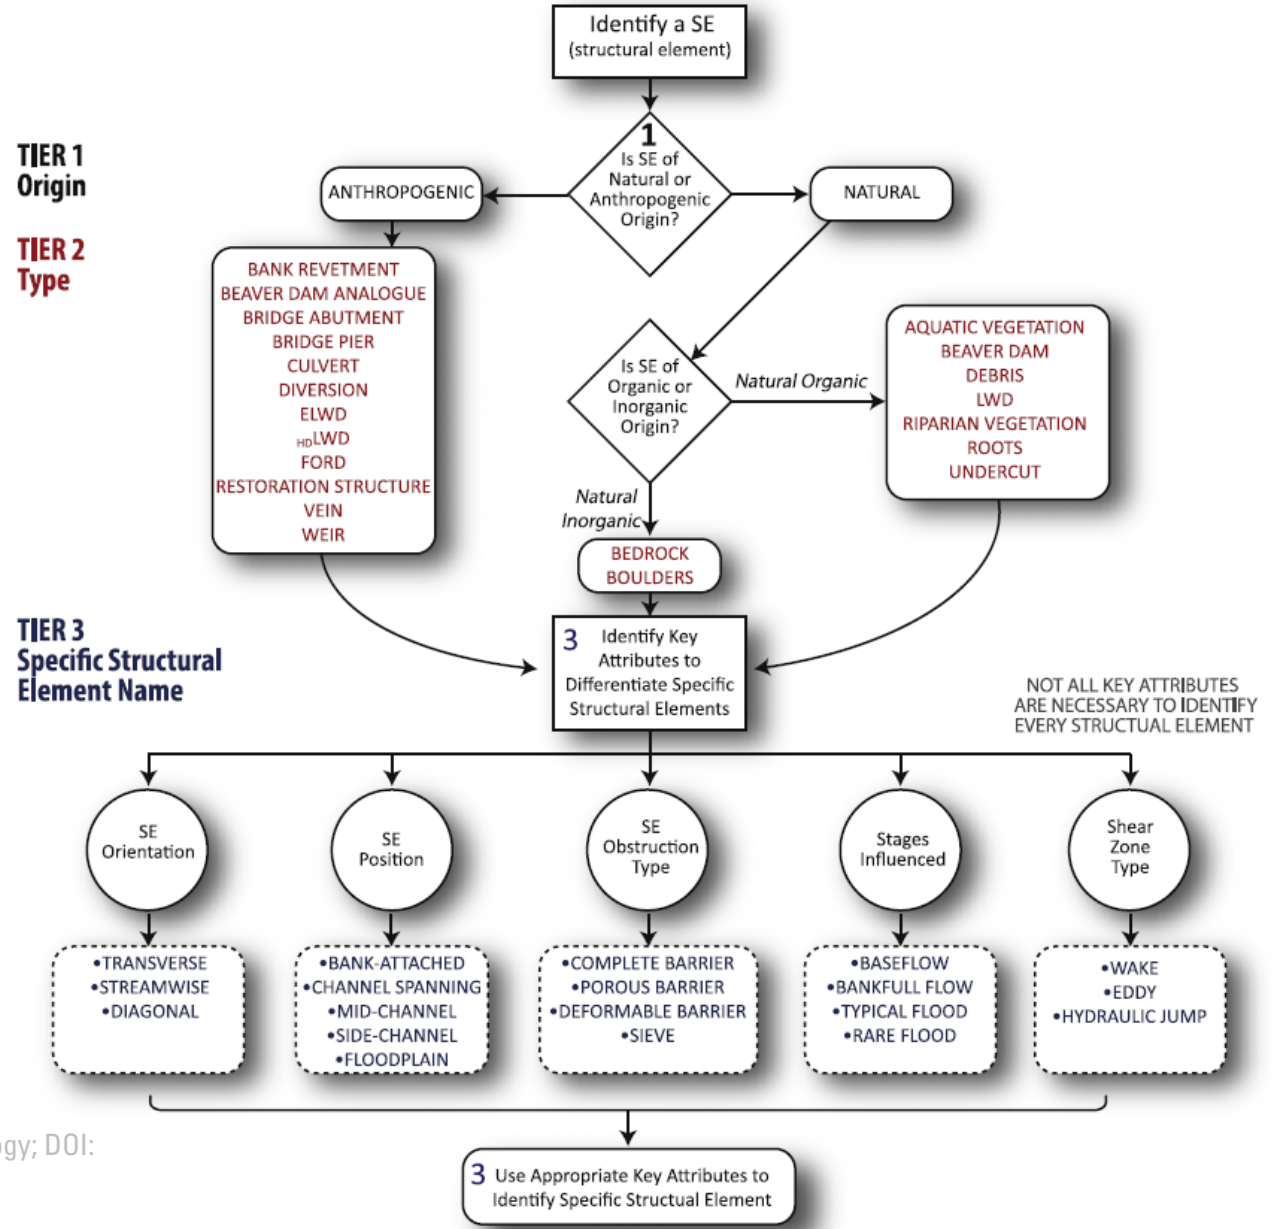 Identify a SE
(structural element)
TIER 1
Origin
1
Is SE of
Natural or
Anthropogenic
Origin?
ANTHROPOGENIC
NATURAL
TIER 2
Type
BANK REVETMENT
BEAVER DAM ANALOGUE
BRIDGE ABUTMENT
BRIDGE PIER
CULVERT
DIVERSION
ELWD
HDLWD
FORD
RESTORATION STRUCTURE
VEIN
WEIR
Is SE of
Organic or
Inorganic
Origin?
Natural Organic
AQUATIC VEGETATION
BEAVER DAM
DEBRIS
LWD
RIPARIAN VEGETATION
ROOTS
UNDERCUT
Natural
Inorganic
BEDROCK
BOULDERS
TIER 3
Specific Structural
Element Name
3 Identify Key
Attributes to
Differentiate Specific
Structural Elements
NOT ALL KEY ATTRIBUTES
ARE NECESSARY TO IDENTIFY
EVERY STRUCTUAL ELEMENT
SE
Orientation
SE
Position
SE
Obstruction
Type
Stages
Influenced
Shear
Zone
Type
•TRANSVERSE
•STREAMWISE
•DIAGONAL
•BANK-ATTACHED
•CHANNEL SPANNING
•MID-CHANNEL
•SIDE-CHANNEL
•FLOODPLAIN
•COMPLETE BARRIER
•POROUS BARRIER
•DEFORMABLE BARRIER
•SIEVE
•BASEFLOW
•BANKFULL FLOW
•TYPICAL FLOOD
•RARE FLOOD
•WAKE
•EDDY
•HYDRAULIC JUMP
ogy; DOI:
3 Use Appropriate Key Attributes to
Identify Specific Structual Element